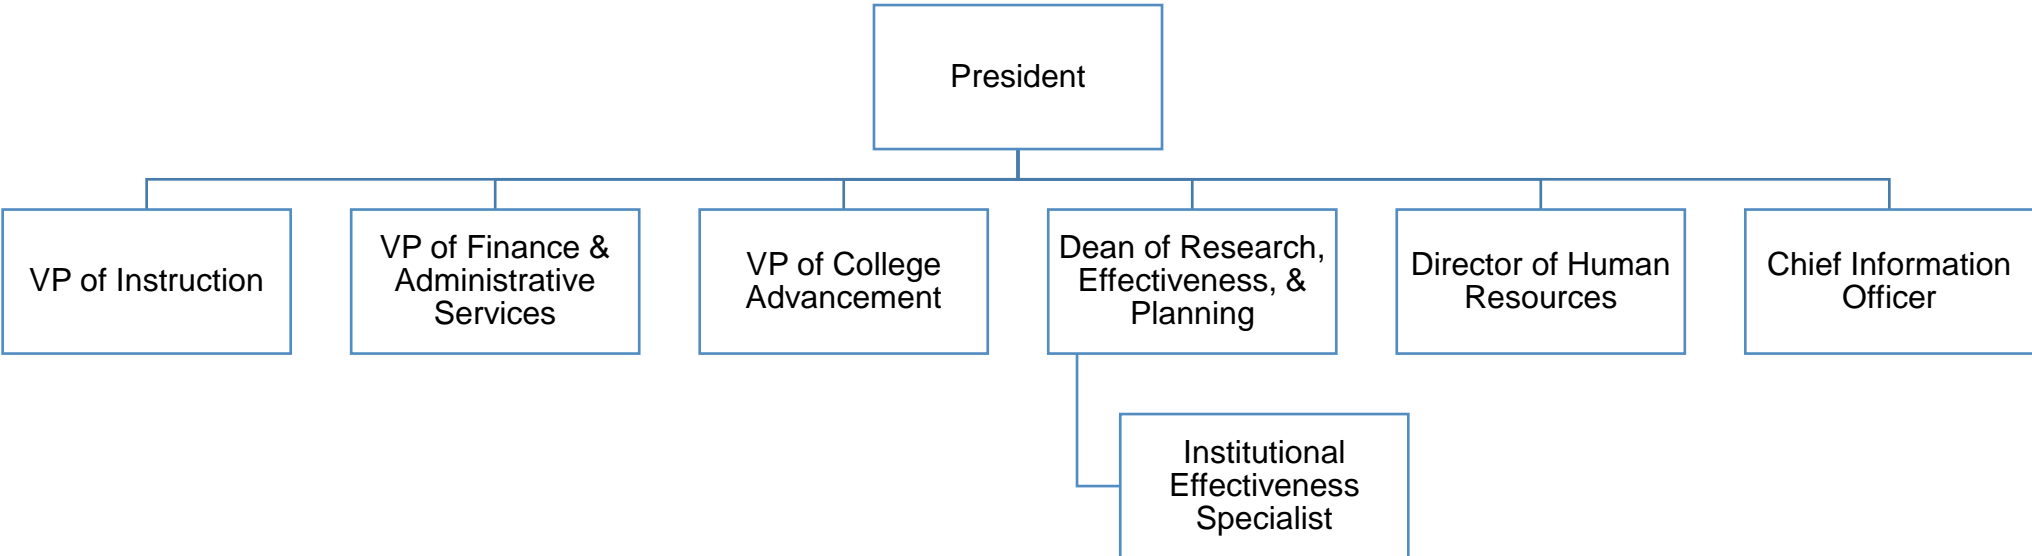 President
VP of Instruction
VP of Finance &
Administrative
Services
VP of College
Advancement
Dean of Research,
Effectiveness, &
Planning
Director of Human
Resources
Chief Information
Officer
Institutional
Effectiveness
Specialist